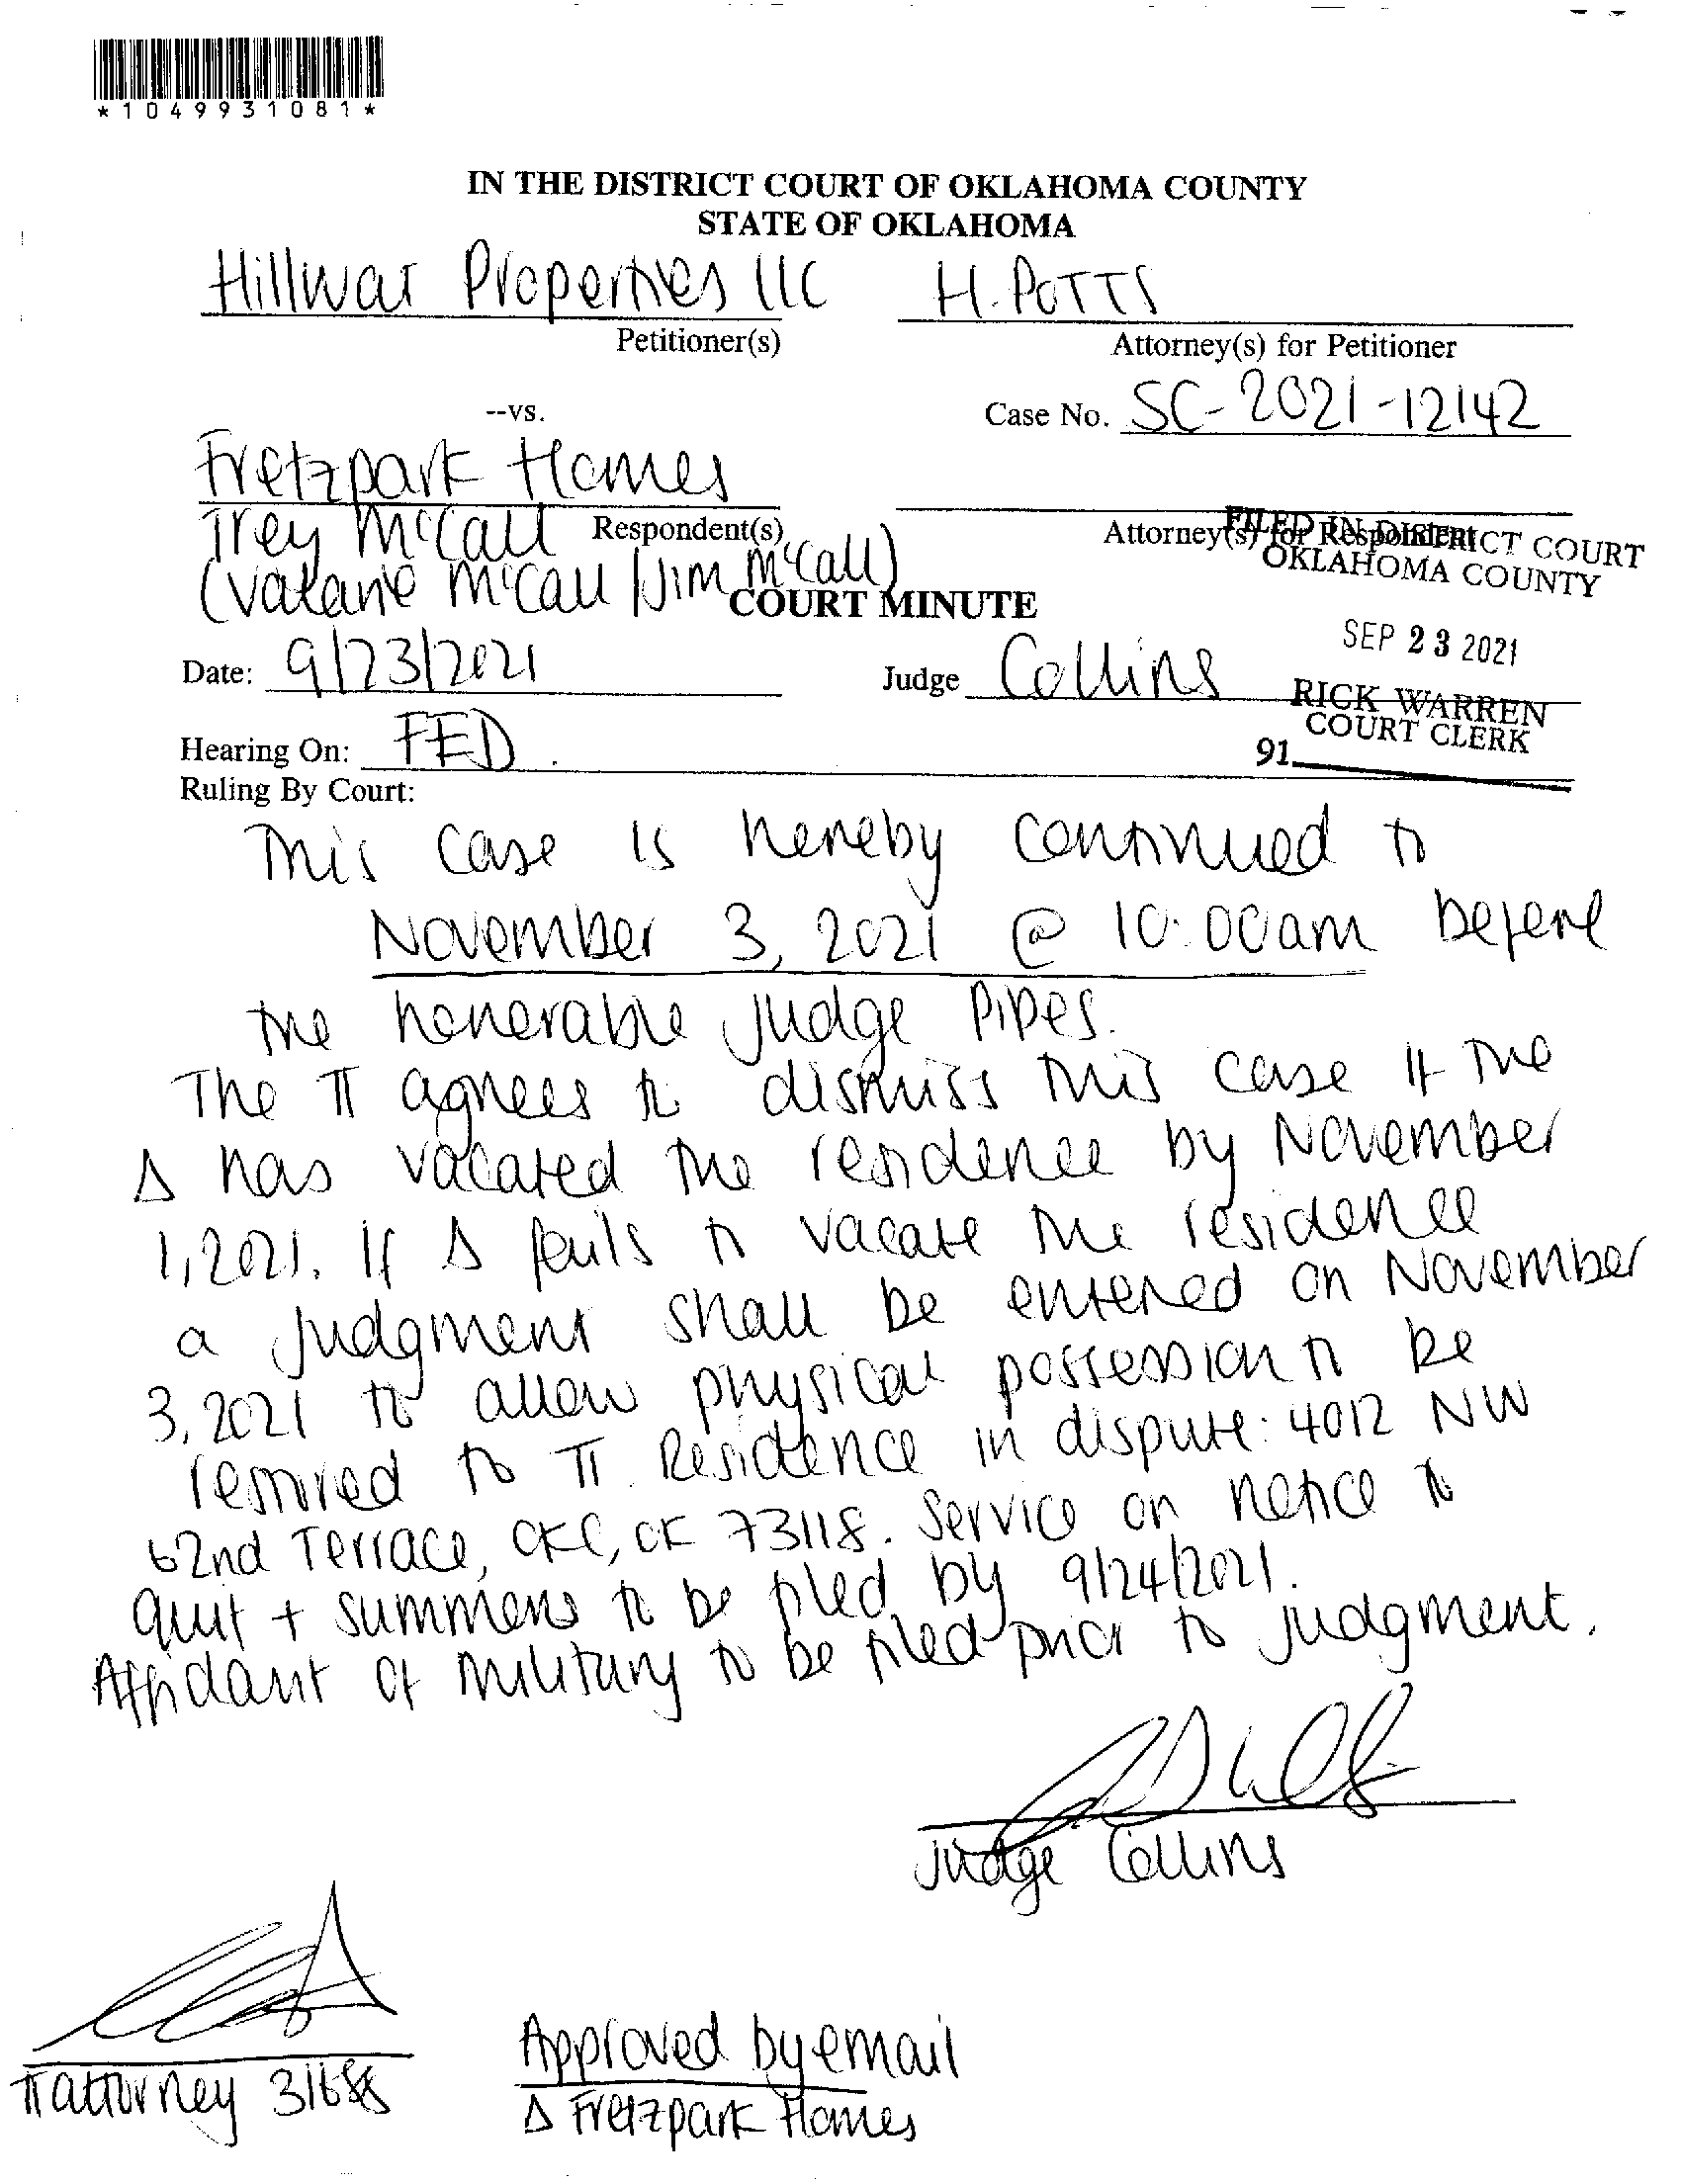 *1049931081*
IN THE DISTRICT COURT OF OKLAHOMA COUNTY
STATE OF OKLAHOMA
Hillwar Properties LLC H. POTTS
Petitioner(s) Attorney(s) for Petitioner
--vs. Case No. SC-2021-12142
Fretzpark Homes
Respondent(s) Attorney(s) for Respondent
Trey McCall
(Valarie McCall/Jim McCall)
FILED IN DISTRICT COURT
OKLAHOMA COUNTY
COURT MINUTE
SEP 23 2021
Date: 9/23/2021 Judge Collins
RICK WARREN
COURT CLERK
91
Hearing On: FED.
Ruling By Court:
This case is hereby continued to
November 3, 2021 @ 10:00am before
the honorable Judge Pipes.
The π agrees to dismiss this case if the
Δ has vacated the residence by November
1, 2021. If Δ fails to vacate the residence
a judgment shall be entered on November
3, 2021 to allow physical possession to be
restored to π. Residence in dispute: 4012 NW
62nd Terrace, OKC, OK 73118. Service on notice to
quit + summons to be filed by 9/24/2021.
Affidavit of military to be filed prior to judgment.
Judge Collins
π attorney
Approved by email
Δ Fretzpark Homes